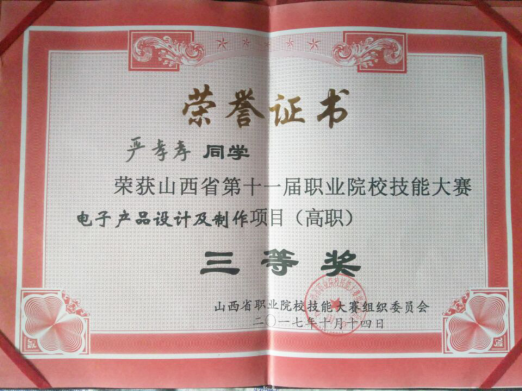 荣誉证书
严孝孝 同学
荣获山西省第十一届职业院校技能大赛
电子产品设计及制作项目（高职）
三等奖
山西省职业院校技能大赛组织委员会
二〇一七年十月十四日